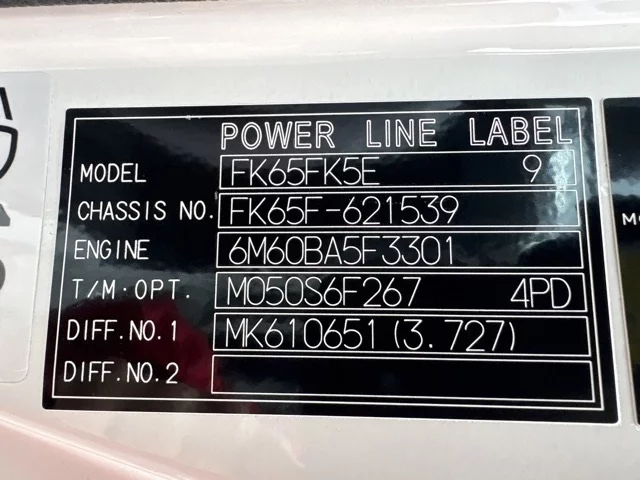 POWER LINE LABEL
MODEL FK65FK5E 9
CHASSIS NO. FK65F-621539
ENGINE 6M60BA5F3301
T/M·OPT. M050S6F267 4PD
DIFF.NO.1 MK610651(3.727)
DIFF.NO.2